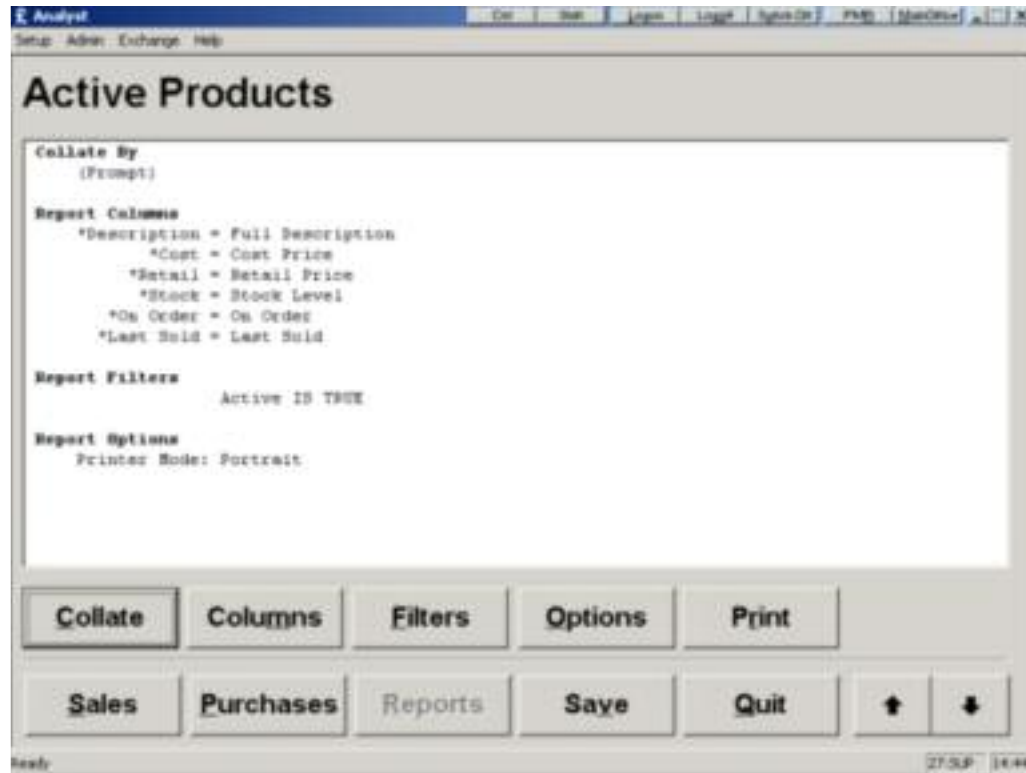 £ Analyst
Setup Admin Exchange Help
Active Products
Collate By
(Prompt)
Report Columns
*Description = Full Description
*Cost = Cost Price
*Retail = Retail Price
*Stock = Stock Level
*On Order = On Order
*Last Sold = Last Sold
Report Filters
Active IS TRUE
Report Options
Printer Mode: Portrait
Collate Columns Filters Options Print
Sales Purchases Reports Save Quit
Ready 14:44